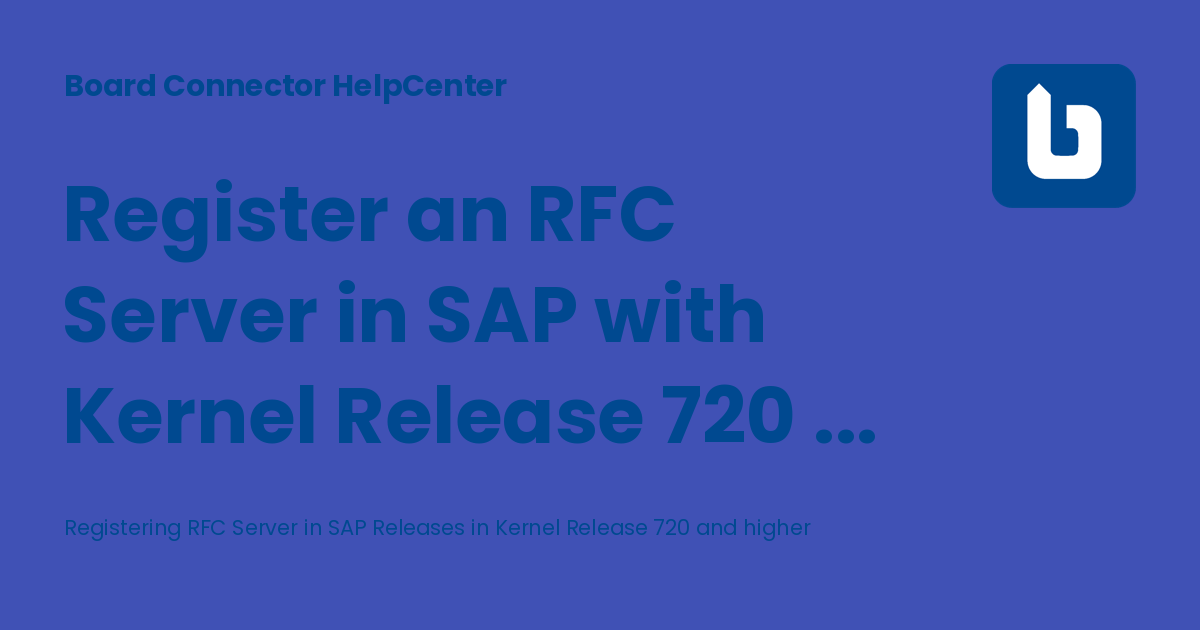 Board Connector HelpCenter
Register an RFC
Server in SAP with
Kernel Release 720 ...
Registering RFC Server in SAP Releases in Kernel Release 720 and higher